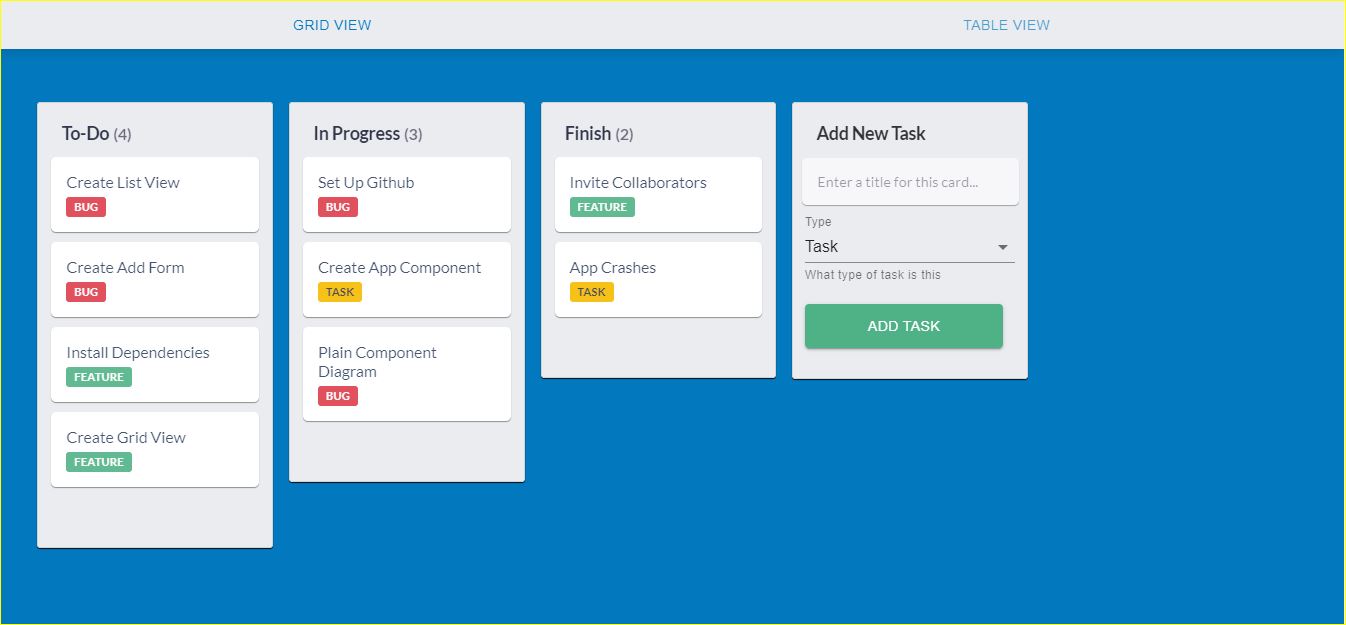 GRID VIEW
TABLE VIEW
To-Do (4)
Create List View
BUG
Create Add Form
BUG
Install Dependencies
FEATURE
Create Grid View
FEATURE
In Progress (3)
Set Up Github
BUG
Create App Component
TASK
Plain Component
Diagram
BUG
Finish (2)
Invite Collaborators
FEATURE
App Crashes
TASK
Add New Task
Enter a title for this card...
Type
Task
What type of task is this
ADD TASK